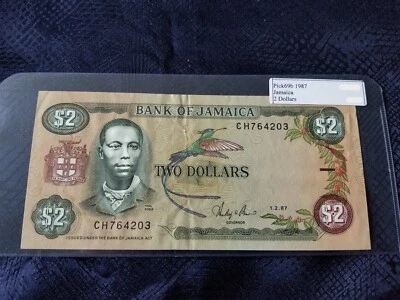 Pick69b 1987
Jamaica
2 Dollars
$2
BANK OF JAMAICA
$2
CH764203
TWO DOLLARS
CH764203
1.2.87
$2
GOVERNOR
$2
ISSUED UNDER THE BANK OF JAMAICA ACT